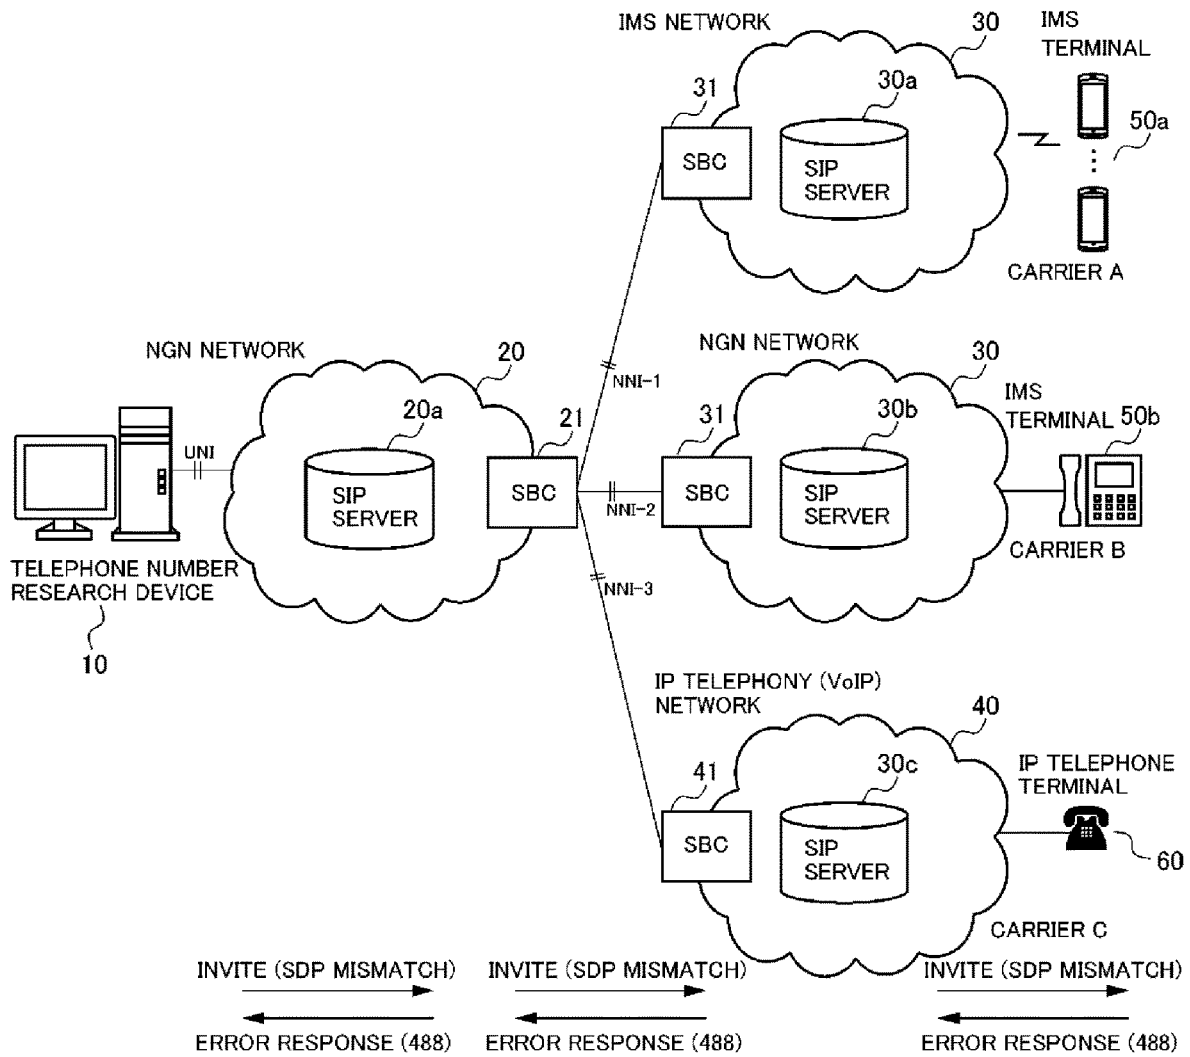 IMS NETWORK
30
IMS
TERMINAL
31
30a
50a
SBC
SIP
SERVER
CARRIER A
NGN NETWORK
20
NNI-1
NGN NETWORK
30
IMS
TERMINAL
50b
20a
21
31
30b
UNI
SIP
SERVER
SBC
NNI-2
SBC
SIP
SERVER
CARRIER B
TELEPHONE NUMBER
RESEARCH DEVICE
10
NNI-3
IP TELEPHONY (VoIP)
NETWORK
40
41
30c
IP TELEPHONE
TERMINAL
SBC
SIP
SERVER
60
CARRIER C
INVITE (SDP MISMATCH)
INVITE (SDP MISMATCH)
INVITE (SDP MISMATCH)
ERROR RESPONSE (488)
ERROR RESPONSE (488)
ERROR RESPONSE (488)